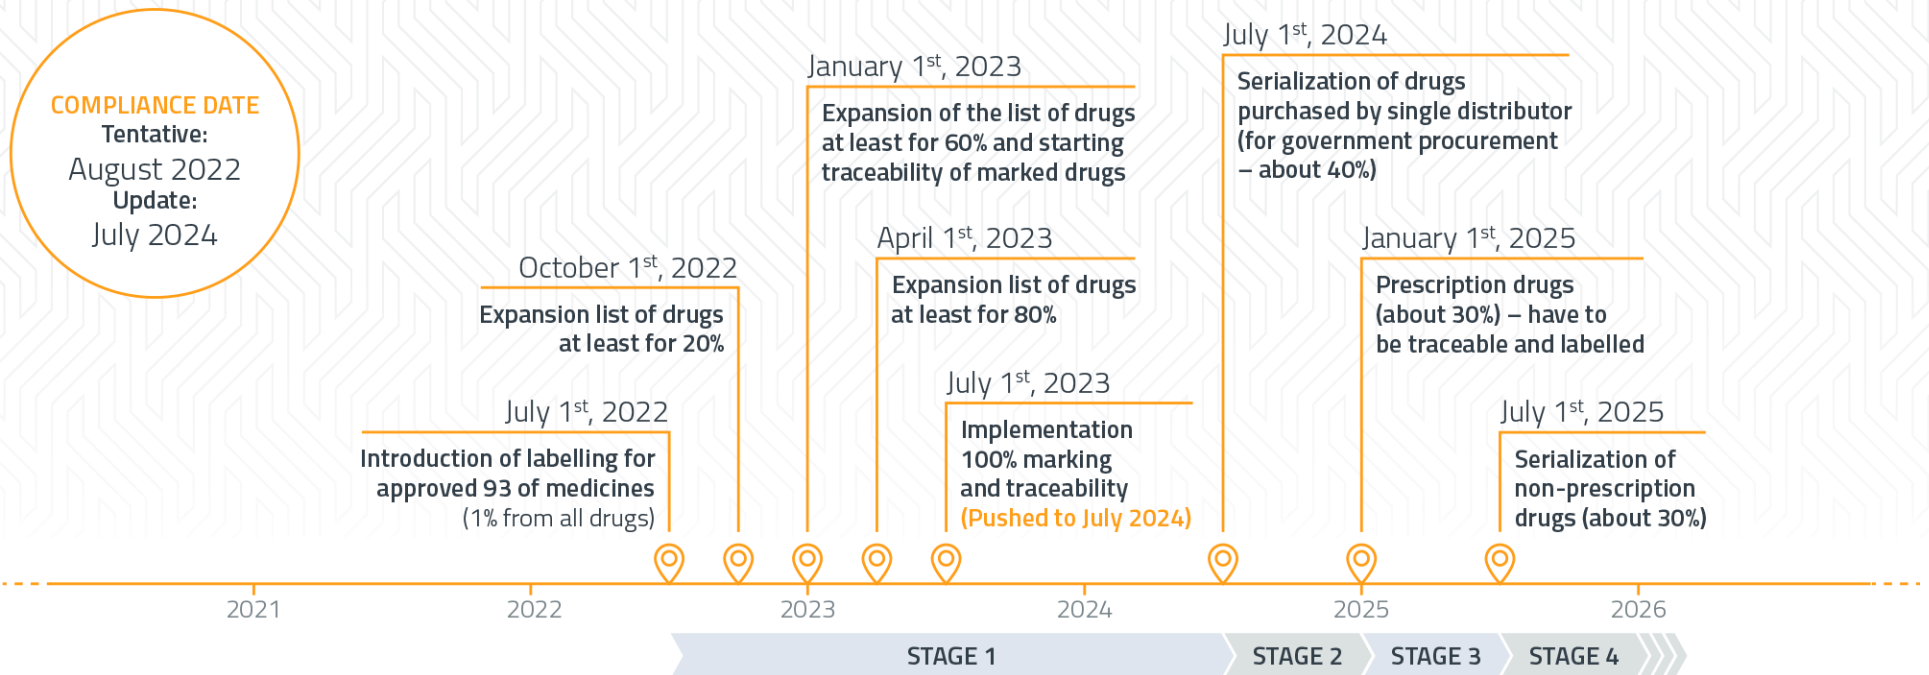 COMPLIANCE DATE
Tentative:
August 2022
Update:
July 2024
July 1st, 2022
Introduction of labelling for
approved 93 of medicines
(1% from all drugs)
October 1st, 2022
Expansion list of drugs
at least for 20%
January 1st, 2023
Expansion of the list of drugs
at least for 60% and starting
traceability of marked drugs
April 1st, 2023
Expansion list of drugs
at least for 80%
July 1st, 2023
Implementation
100% marking
and traceability
(Pushed to July 2024)
July 1st, 2024
Serialization of drugs
purchased by single distributor
(for government procurement
– about 40%)
January 1st, 2025
Prescription drugs
(about 30%) – have to
be traceable and labelled
July 1st, 2025
Serialization of
non-prescription
drugs (about 30%)
2021
2022
2023
2024
2025
2026
STAGE 1
STAGE 2
STAGE 3
STAGE 4